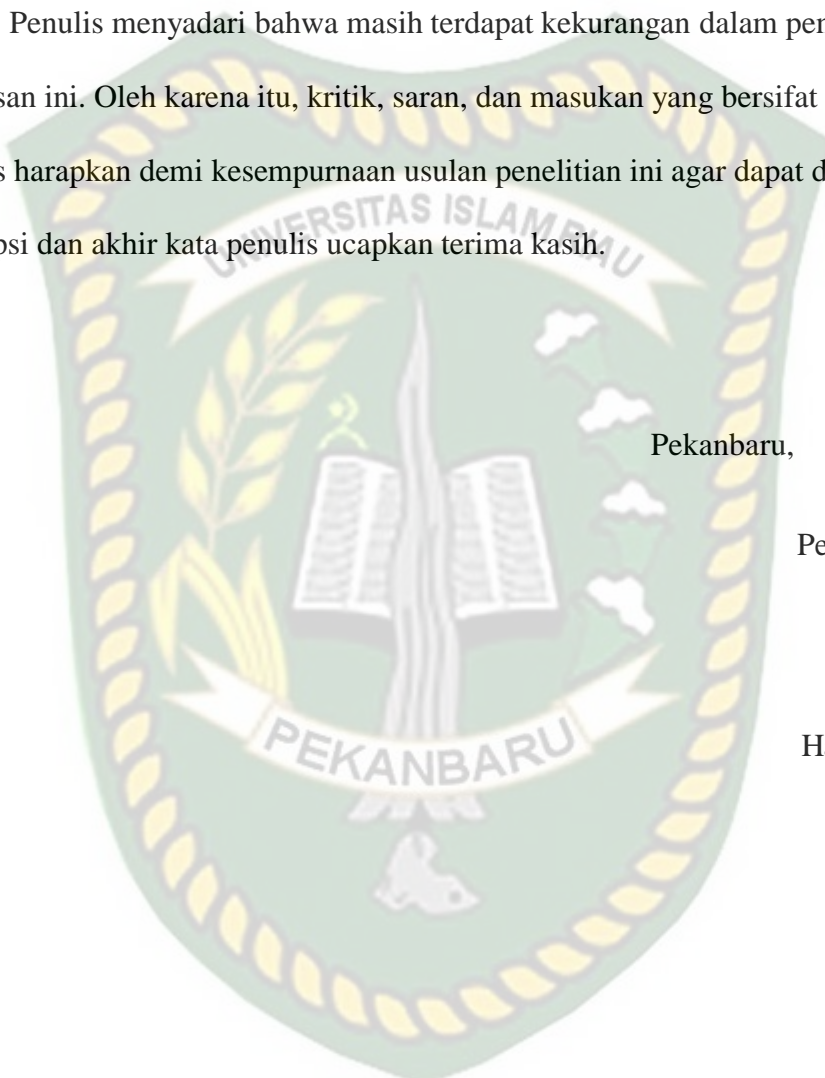 Penulis menyadari bahwa masih terdapat kekurangan dalam pen
san ini. Oleh karena itu, kritik, saran, dan masukan yang bersifat
s harapkan demi kesempurnaan usulan penelitian ini agar dapat d
psi dan akhir kata penulis ucapkan terima kasih.
UNIVERSITAS ISLAM RIAU
Pekanbaru,
Pe
H
PEKANBARU